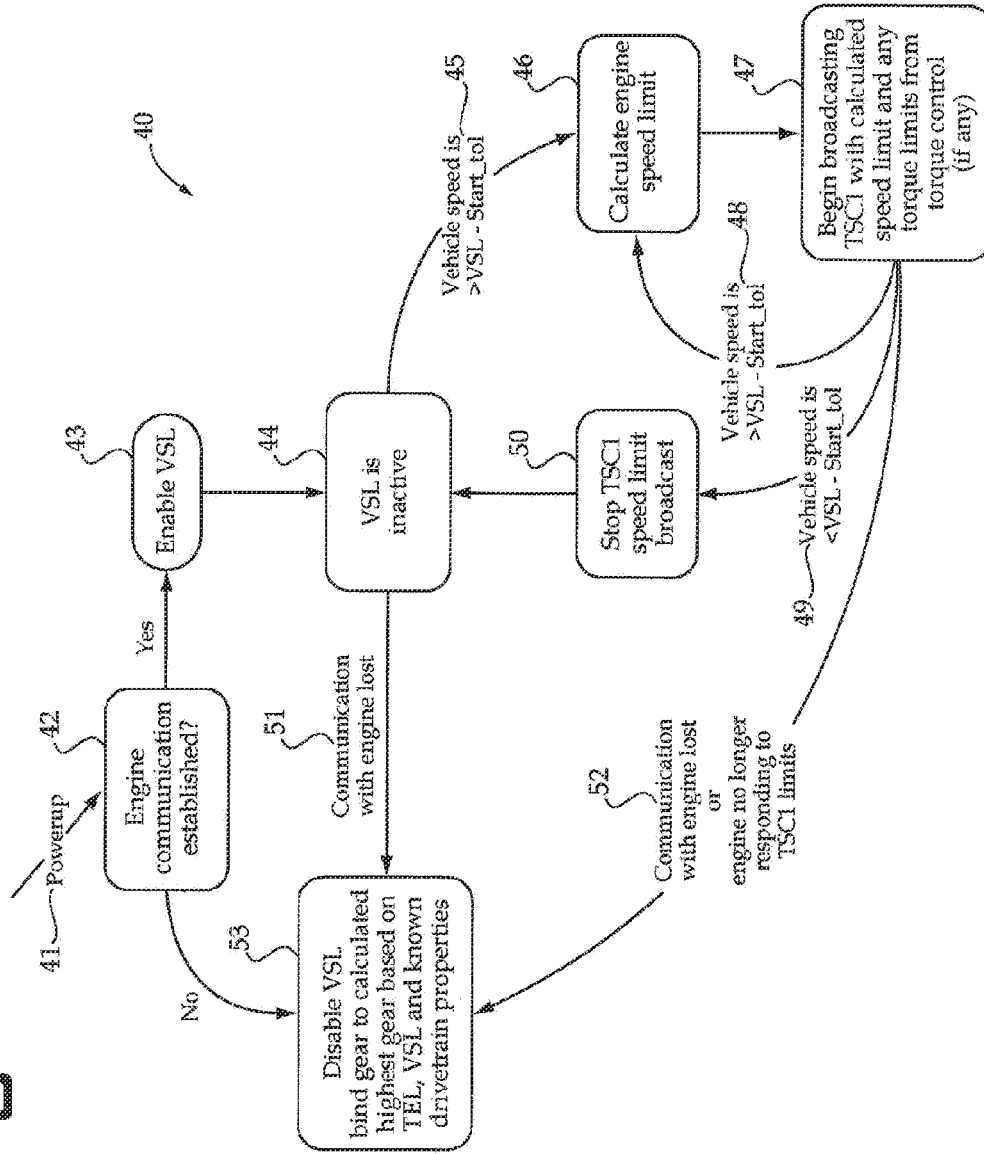 40
41
Powerup
42
Engine
communication
established?
Yes
No
43
Enable VSL
44
VSL is
inactive
Vehicle speed is
>VSL - Start_tol
45
46
Calculate engine
speed limit
47
Begin broadcasting
TSC1 with calculated
speed limit and any
torque limits from
torque control
(if any)
Vehicle speed is
>VSL - Start_tol
48
49
Vehicle speed is
<VSL - Start_tol
50
Stop TSC1
speed limit
broadcast
51
Communication
with engine lost
52
Communication
with engine lost
or
engine no longer
responding to
TSC1 limits
53
Disable VSL
bind gear to calculated
highest gear based on
TEL, VSL and known
drivetrain properties